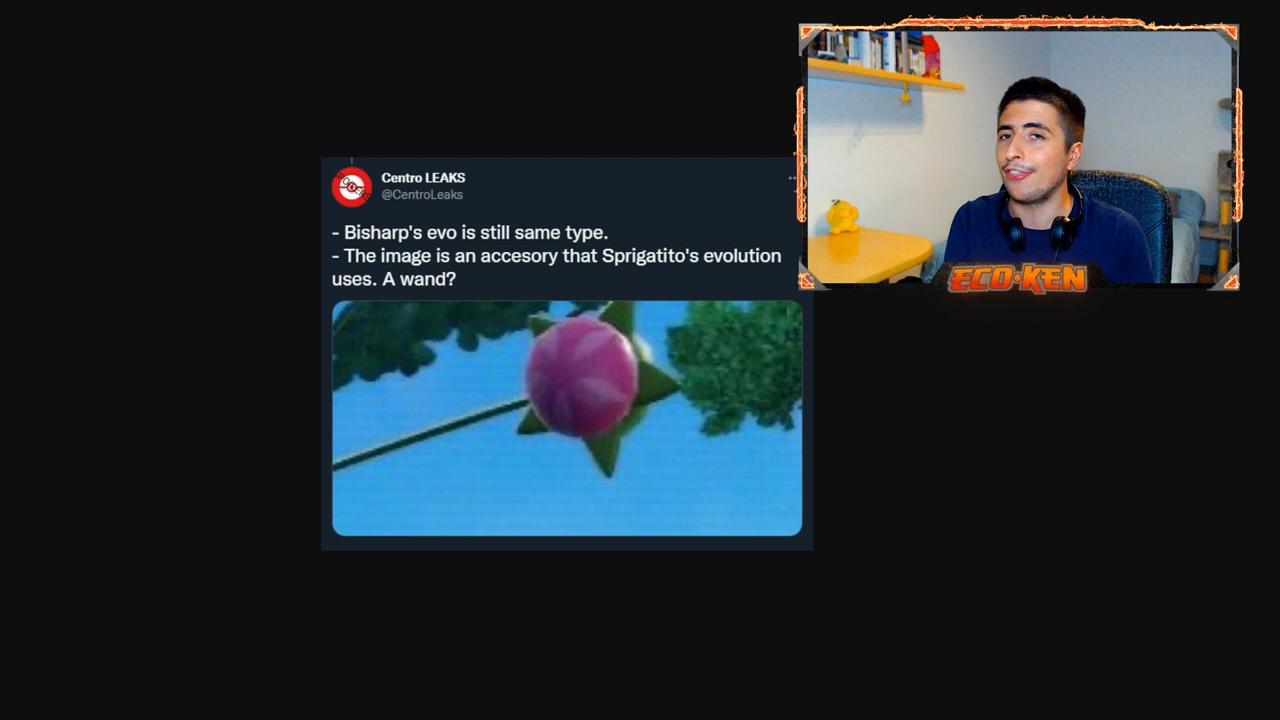 Centro LEAKS
@CentroLeaks
- Bisharp's evo is still same type.
- The image is an accesory that Sprigatito's evolution
uses. A wand?
ECO·KEN